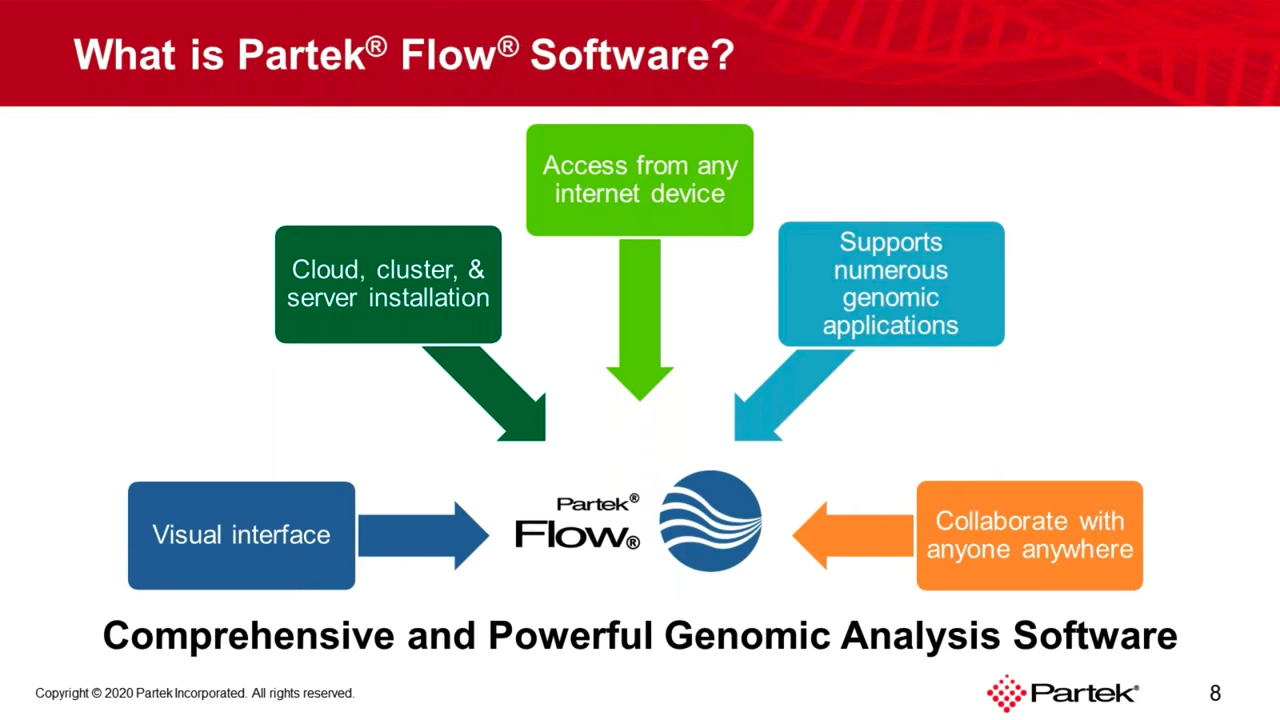 What is Partek® Flow® Software?
Access from any
internet device
Cloud, cluster, &
server installation
Supports
numerous
genomic
applications
Visual interface
Partek®
Flow®
Collaborate with
anyone anywhere
Comprehensive and Powerful Genomic Analysis Software
Copyright © 2020 Partek Incorporated. All rights reserved.
Partek®
8